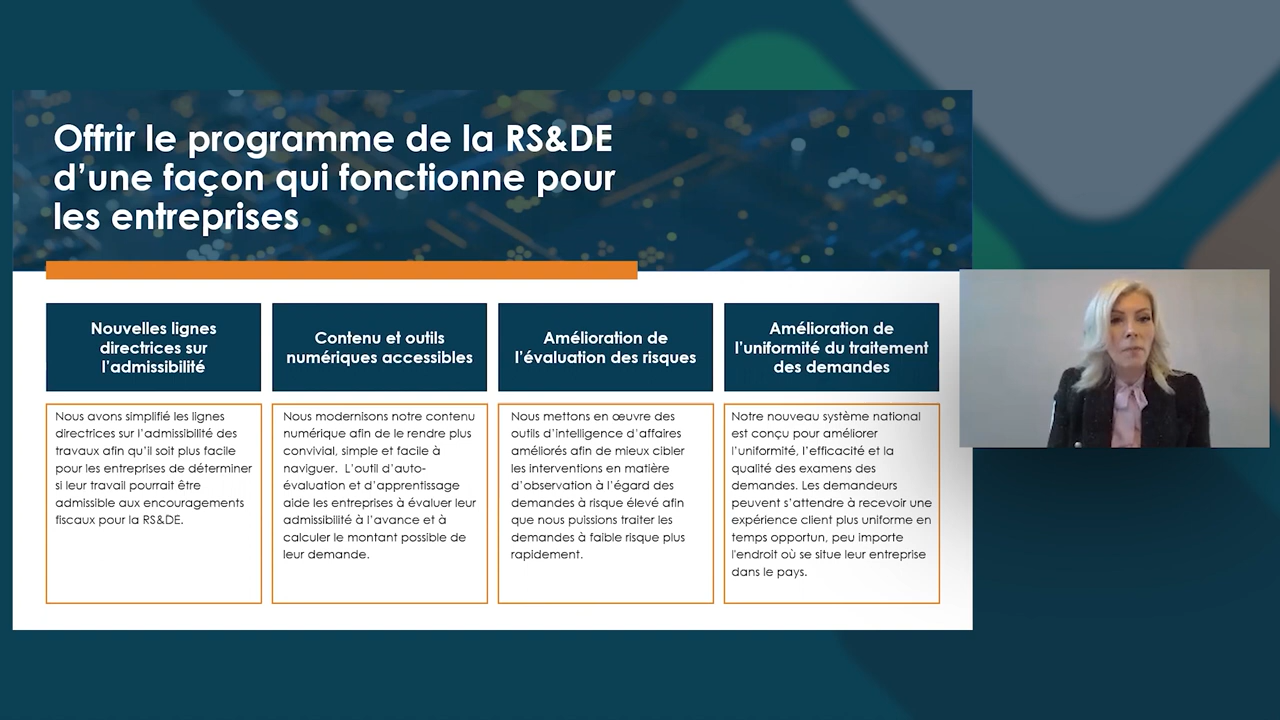 Offrir le programme de la RS&DE
d’une façon qui fonctionne pour
les entreprises
Nouvelles lignes
directrices sur
l’admissibilité
Nous avons simplifié les lignes
directrices sur l’admissibilité des
travaux afin qu’il soit plus facile
pour les entreprises de déterminer
si leur travail pourrait être
admissible aux encouragements
fiscaux pour la RS&DE.
Contenu et outils
numériques accessibles
Nous modernisons notre contenu
numérique afin de le rendre plus
convivial, simple et facile à
naviguer. L’outil d’auto-
évaluation et d’apprentissage
aide les entreprises à évaluer leur
admissibilité à l’avance et à
calculer le montant possible de
leur demande.
Amélioration de
l’évaluation des risques
Nous mettons en œuvre des
outils d’intelligence d’affaires
améliorés afin de mieux cibler
les interventions en matière
d’observation à l’égard des
demandes à risque élevé afin
que nous puissions traiter les
demandes à faible risque plus
rapidement.
Amélioration de
l’uniformité du traitement
des demandes
Notre nouveau système national
est conçu pour améliorer
l’uniformité, l’efficacité et la
qualité des examens des
demandes. Les demandeurs
peuvent s’attendre à recevoir une
expérience client plus uniforme en
temps opportun, peu importe
l'endroit où se situe leur entreprise
dans le pays.